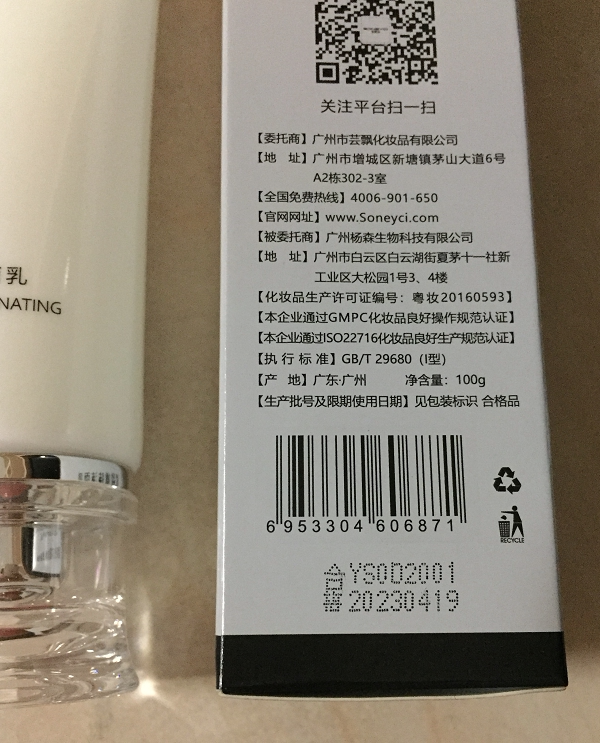 关注平台扫一扫
【委托商】广州市芸飘化妆品有限公司
【地 址】广州市增城区新塘镇茅山大道6号
A2栋302-3室
【全国免费热线】4006-901-650
【官网网址】www.Soneyci.com
【被委托商】广州杨森生物科技有限公司
【地 址】广州市白云区白云湖街夏茅十一社新
工业区大松园1号3、4楼
【化妆品生产许可证编号：粤妆20160593】
【本企业通过GMPC化妆品良好操作规范认证】
【本企业通过ISO22716化妆品良好生产规范认证】
【执 行 标 准】GB/T 29680（I型）
【产 地】广东·广州 净含量：100g
【生产批号及限期使用日期】见包装标识 合格品
6 953304 606871
RECYCLE
合 YS0D2001
格 20230419
乳
NATING